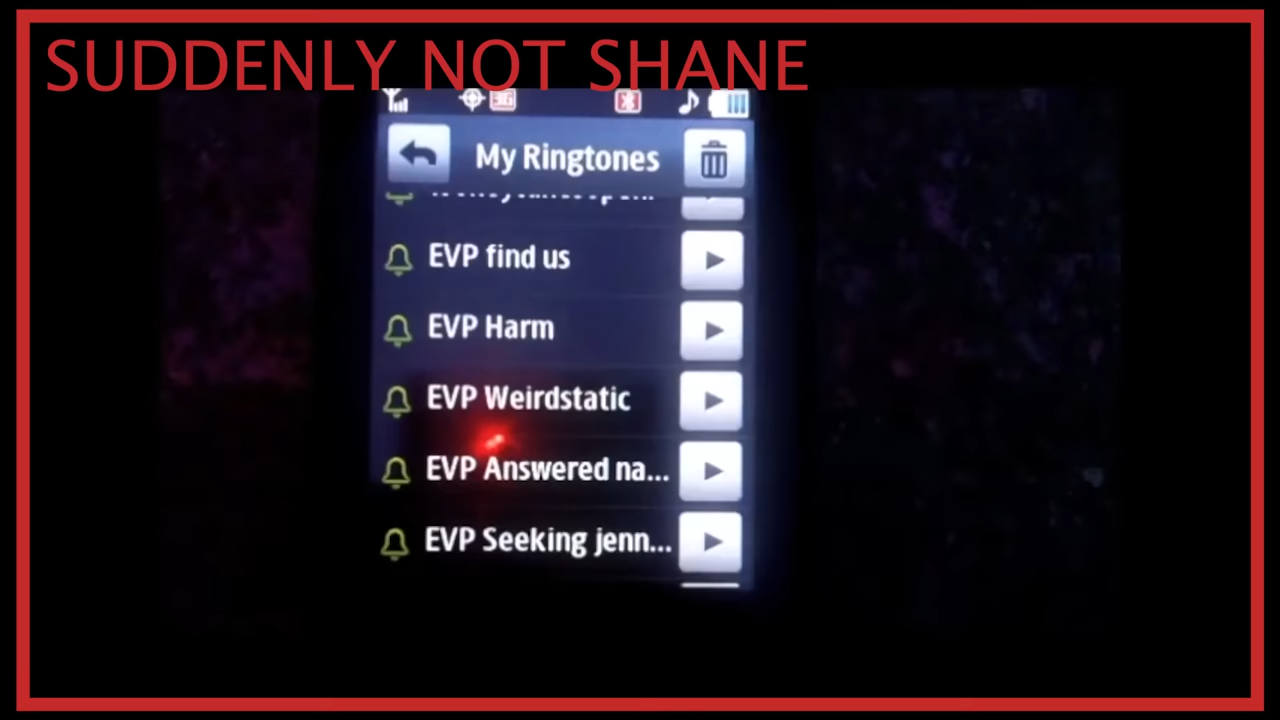 SUDDENLY NOT SHANE
My Ringtones
EVP find us
EVP Harm
EVP Weirdstatic
EVP Answered na...
EVP Seeking jenn...